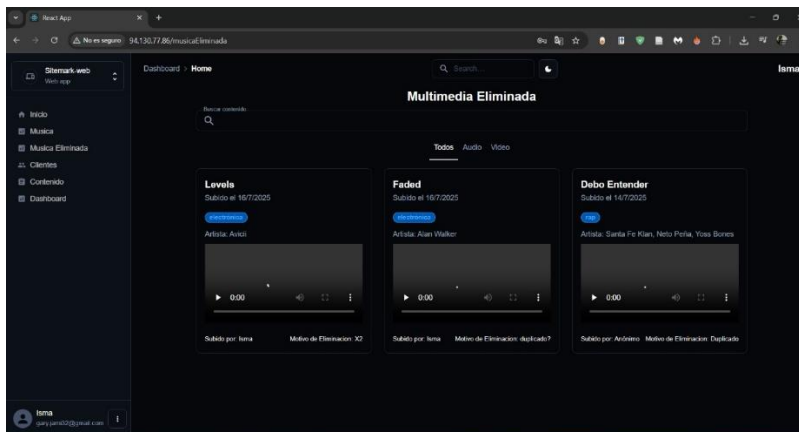 React App
No es seguro 94.130.77.86/musicaEliminada
Sitemark-web
Web app
Dashboard > Home
Search...
Isma
Inicio
Musica
Musica Eliminada
Clientes
Contenido
Dashboard
Multimedia Eliminada
Buscar contenido
Todos Audio Video
Levels
Subido el 16/7/2025
electrónica
Artista: Avicii
0:00
Subido por: Isma Motivo de Eliminacion: X2
Faded
Subido el 16/7/2025
electrónica
Artista: Alan Walker
0:00
Subido por: Isma Motivo de Eliminacion: duplicado?
Debo Entender
Subido el 14/7/2025
rap
Artista: Santa Fe Klan, Neto Peña, Yoss Bones
0:00
Subido por: Anónimo Motivo de Eliminacion: Duplicado
Isma